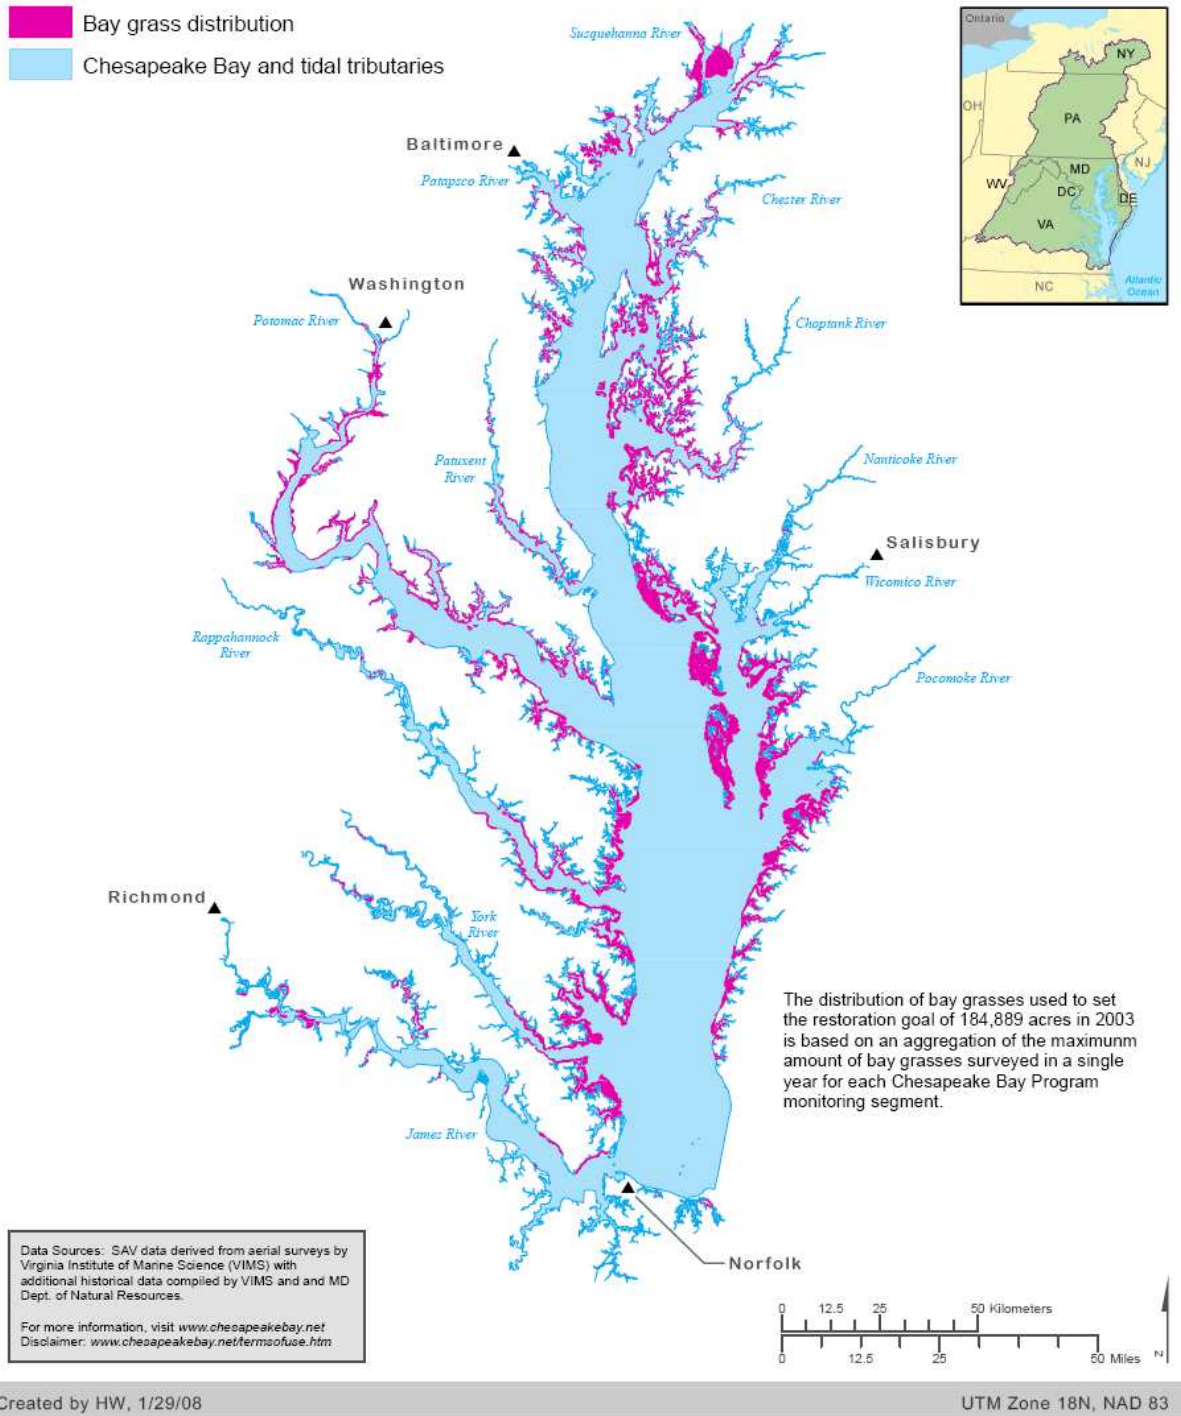 Bay grass distribution
Chesapeake Bay and tidal tributaries
Susquehanna River
Ontario
NY
OH
PA
NJ
MD
WV
DC
DE
VA
NC
Atlantic
Ocean
Baltimore
Patapsco River
Chester River
Washington
Potomac River
Choptank River
Patuxent
River
Nanticoke River
Salisbury
Wicomico River
Rappahannock
River
Pocomoke River
Richmond
York
River
The distribution of bay grasses used to set
the restoration goal of 184,889 acres in 2003
is based on an aggregation of the maximunm
amount of bay grasses surveyed in a single
year for each Chesapeake Bay Program
monitoring segment.
James River
Norfolk
Data Sources: SAV data derived from aerial surveys by
Virginia Institute of Marine Science (VIMS) with
additional historical data compiled by VIMS and and MD
Dept. of Natural Resources.
For more information, visit www.chesapeakebay.net
Disclaimer: www.chesapeakebay.net/termsofuse.htm
0 12.5 25 50 Kilometers
0 12.5 25 50 Miles
N
Created by HW, 1/29/08
UTM Zone 18N, NAD 83